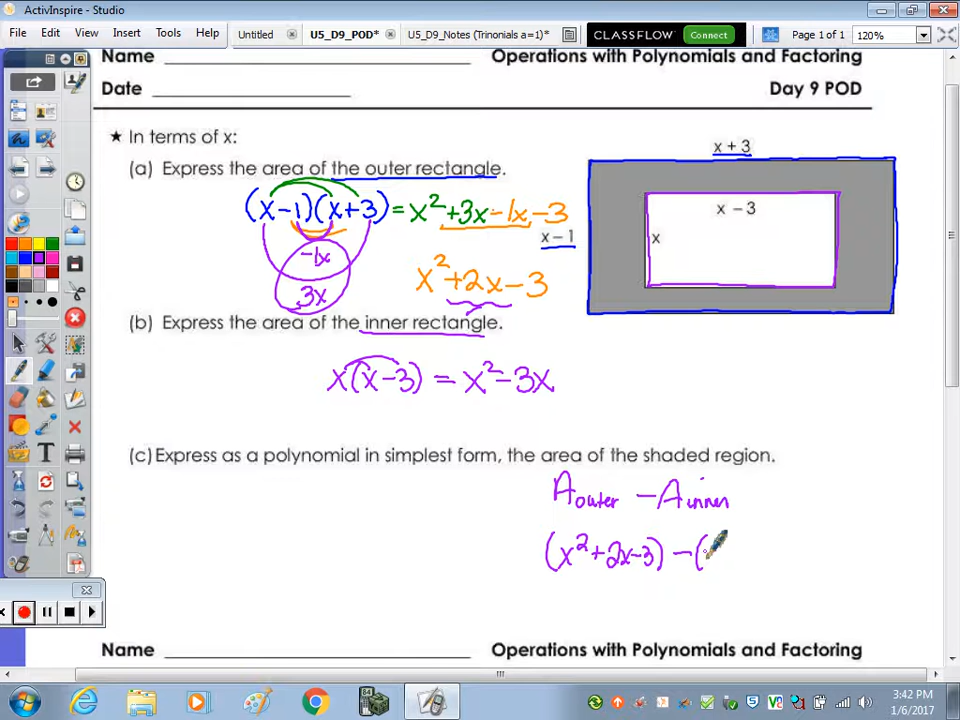 ActivInspire - Studio
File Edit View Insert Tools Help Untitled U5_D9_POD* U5_D9_Notes (Trinonials a=1)* CLASSFLOW Connect Page 1 of 1 120%
Name Operations with Polynomials and Factoring
Date Day 9 POD
★ In terms of x:
x + 3
(a) Express the area of the outer rectangle.
(x-1)(x+3) = x²+3x-1x-3
x - 3
x - 1
x
-1x
3x
x²+2x-3
(b) Express the area of the inner rectangle.
x(x-3) = x²-3x
(c) Express as a polynomial in simplest form, the area of the shaded region.
Aouter - Ainner
(x²+2x-3) - (
Name Operations with Polynomials and Factoring
3:42 PM
1/6/2017